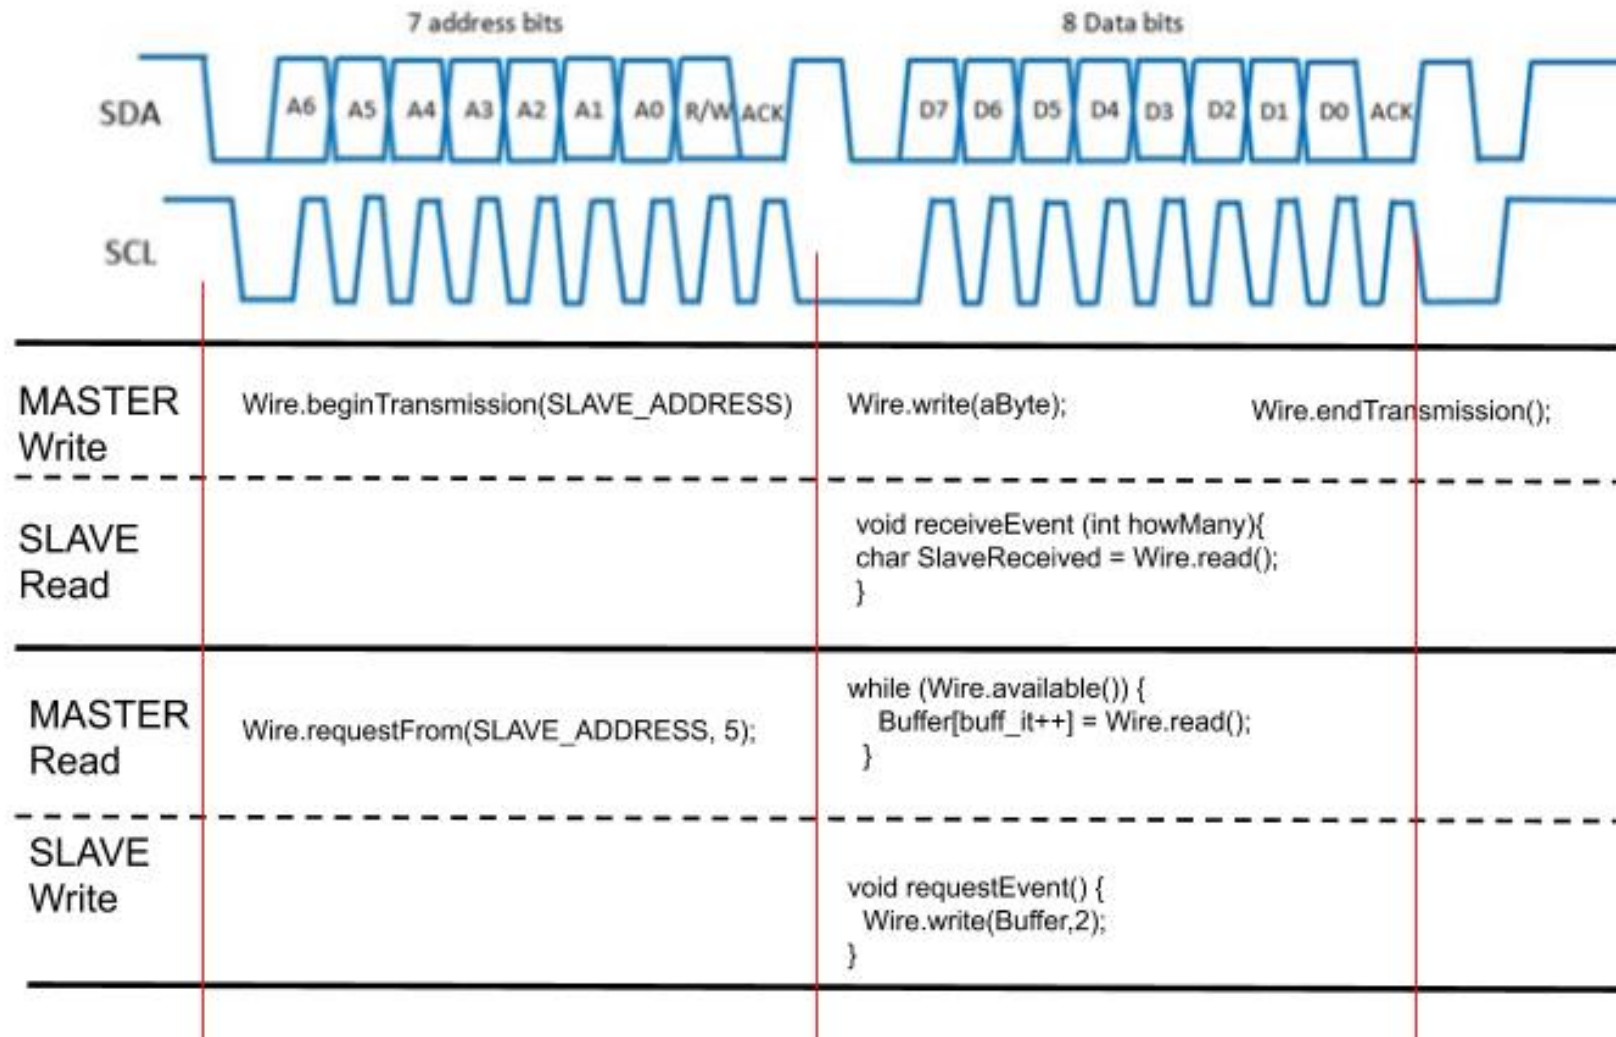 7 address bits
8 Data bits
SDA
A6 A5 A4 A3 A2 A1 A0 R/W ACK
D7 D6 D5 D4 D3 D2 D1 D0 ACK
SCL
MASTER
Write
Wire.beginTransmission(SLAVE_ADDRESS)
Wire.write(aByte);
Wire.endTransmission();
SLAVE
Read
void receiveEvent (int howMany){
char SlaveReceived = Wire.read();
}
MASTER
Read
Wire.requestFrom(SLAVE_ADDRESS, 5);
while (Wire.available()) {
Buffer[buff_it++] = Wire.read();
}
SLAVE
Write
void requestEvent() {
Wire.write(Buffer,2);
}